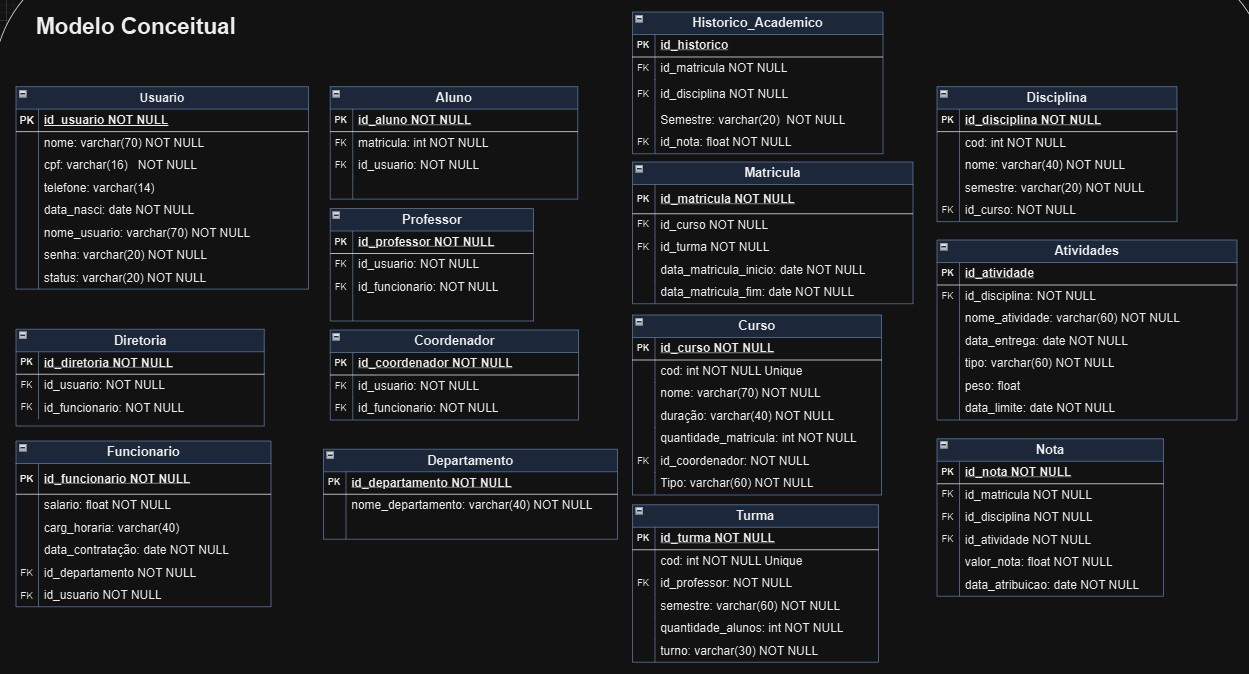 Modelo Conceitual
Usuario
PK id_usuario NOT NULL
nome: varchar(70) NOT NULL
cpf: varchar(16) NOT NULL
telefone: varchar(14)
data_nasci: date NOT NULL
nome_usuario: varchar(70) NOT NULL
senha: varchar(20) NOT NULL
status: varchar(20) NOT NULL
Diretoria
PK id_diretoria NOT NULL
FK id_usuario: NOT NULL
FK id_funcionario: NOT NULL
Funcionario
PK id_funcionario NOT NULL
salario: float NOT NULL
carg_horaria: varchar(40)
data_contratação: date NOT NULL
FK id_departamento NOT NULL
FK id_usuario NOT NULL
Aluno
PK id_aluno NOT NULL
FK matricula: int NOT NULL
FK id_usuario: NOT NULL
Professor
PK id_professor NOT NULL
FK id_usuario: NOT NULL
FK id_funcionario: NOT NULL
Coordenador
PK id_coordenador NOT NULL
FK id_usuario: NOT NULL
FK id_funcionario: NOT NULL
Departamento
PK id_departamento NOT NULL
nome_departamento: varchar(40) NOT NULL
Historico_Academico
PK id_historico
FK id_matricula NOT NULL
FK id_disciplina NOT NULL
Semestre: varchar(20) NOT NULL
FK id_nota: float NOT NULL
Matricula
PK id_matricula NOT NULL
FK id_curso NOT NULL
FK id_turma NOT NULL
data_matricula_inicio: date NOT NULL
data_matricula_fim: date NOT NULL
Curso
PK id_curso NOT NULL
cod: int NOT NULL Unique
nome: varchar(70) NOT NULL
duração: varchar(40) NOT NULL
quantidade_matricula: int NOT NULL
FK id_coordenador: NOT NULL
Tipo: varchar(60) NOT NULL
Turma
PK id_turma NOT NULL
cod: int NOT NULL Unique
FK id_professor: NOT NULL
semestre: varchar(60) NOT NULL
quantidade_alunos: int NOT NULL
turno: varchar(30) NOT NULL
Disciplina
PK id_disciplina NOT NULL
cod: int NOT NULL
nome: varchar(40) NOT NULL
semestre: varchar(20) NOT NULL
FK id_curso: NOT NULL
Atividades
PK id_atividade
FK id_disciplina: NOT NULL
nome_atividade: varchar(60) NOT NULL
data_entrega: date NOT NULL
tipo: varchar(60) NOT NULL
peso: float
data_limite: date NOT NULL
Nota
PK id_nota NOT NULL
FK id_matricula NOT NULL
FK id_disciplina NOT NULL
FK id_atividade NOT NULL
valor_nota: float NOT NULL
data_atribuicao: date NOT NULL